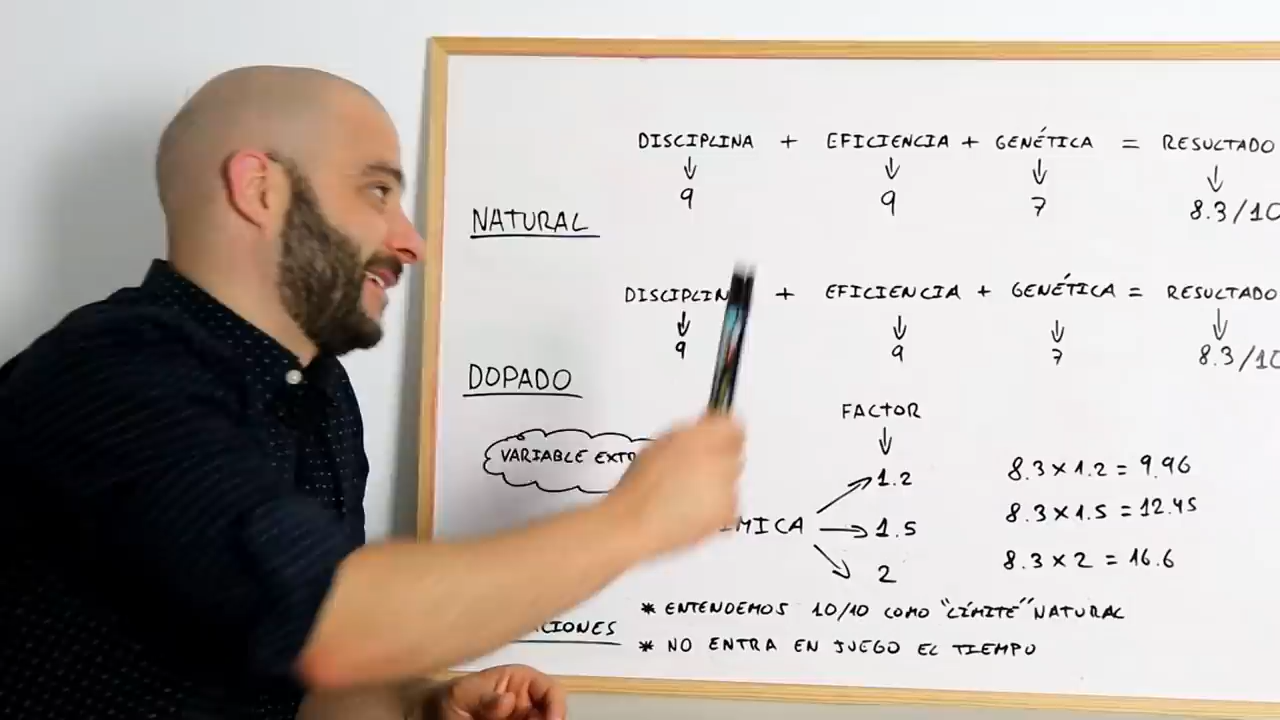 DISCIPLINA + EFICIENCIA + GENÉTICA = RESULTADO
9 9 7 8.3/10
NATURAL
+ EFICIENCIA + GENÉTICA = RESULTADO
9 9 7 8.3/10
DOPADO
FACTOR
VARIABLE
1.2 8.3 x 1.2 = 9.96
1.5 8.3 x 1.5 = 12.45
2 8.3 x 2 = 16.6
* ENTENDEMOS 10/10 COMO "LÍMITE" NATURAL
* NO ENTRA EN JUEGO EL TIEMPO